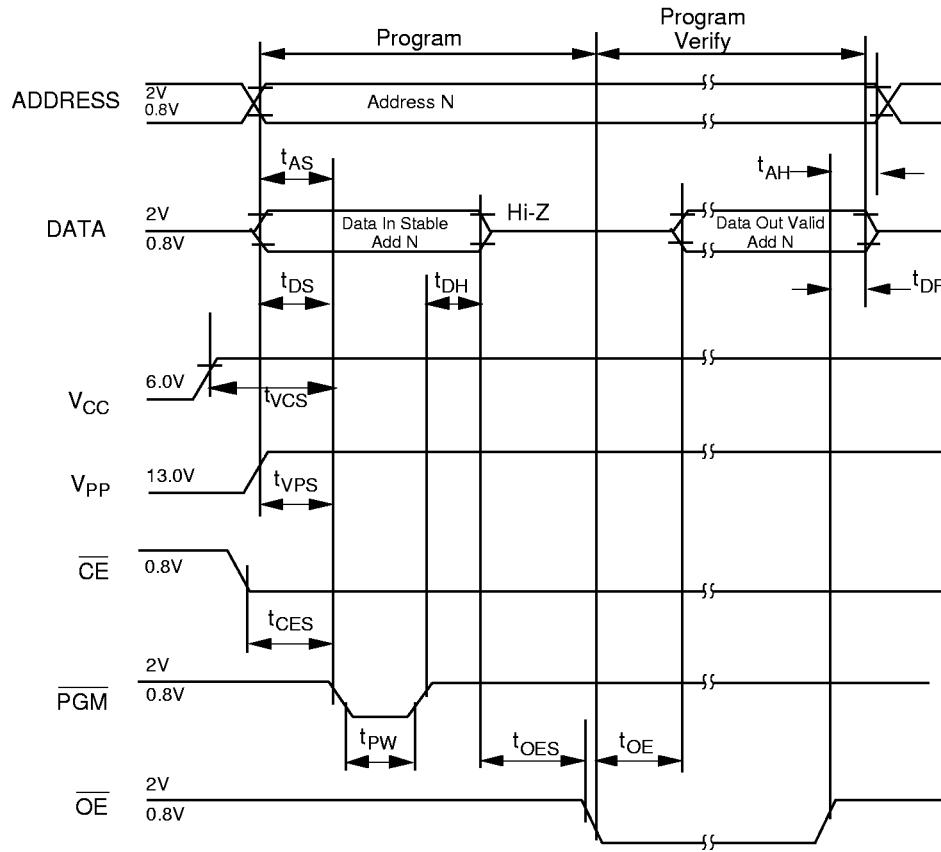 Program
Program
Verify
ADDRESS
2V
0.8V
Address N
tAS
tAH
DATA
2V
0.8V
Data In Stable
Add N
Hi-Z
Data Out Valid
Add N
tDS
tDH
tDF
VCC
6.0V
tVCS
VPP
13.0V
tVPS
CE
0.8V
tCES
PGM
2V
0.8V
tPW
tOES
tOE
OE
2V
0.8V